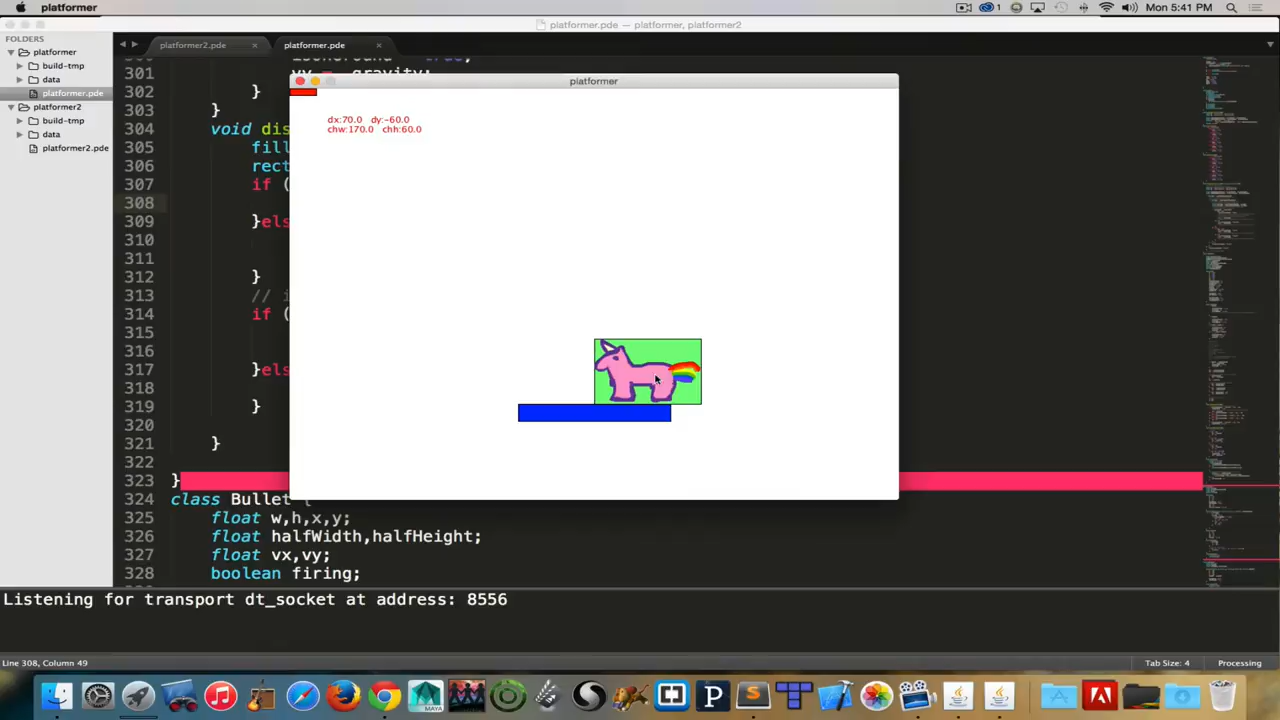 platformer
Mon 5:41 PM
platformer.pde — platformer, platformer2
FOLDERS
platformer
build-tmp
data
platformer.pde
platformer2
build-tmp
data
platformer2.pde
platformer2.pde
platformer.pde
301 vy = gravity;
302 }
303 }
304 void dis
305 fill
306 rect
307 if (
308
309 }els
310
311
312 }
313 // i
314 if (
315
316
317 }els
318
319 }
320
321 }
322
323 }
324 class Bullet {
325 float w,h,x,y;
326 float halfWidth,halfHeight;
327 float vx,vy;
328 boolean firing;
platformer
dx:70.0 dy:-60.0
chw:170.0 chh:60.0
Listening for transport dt_socket at address: 8556
Line 308, Column 49
Tab Size: 4
Processing
MAYA